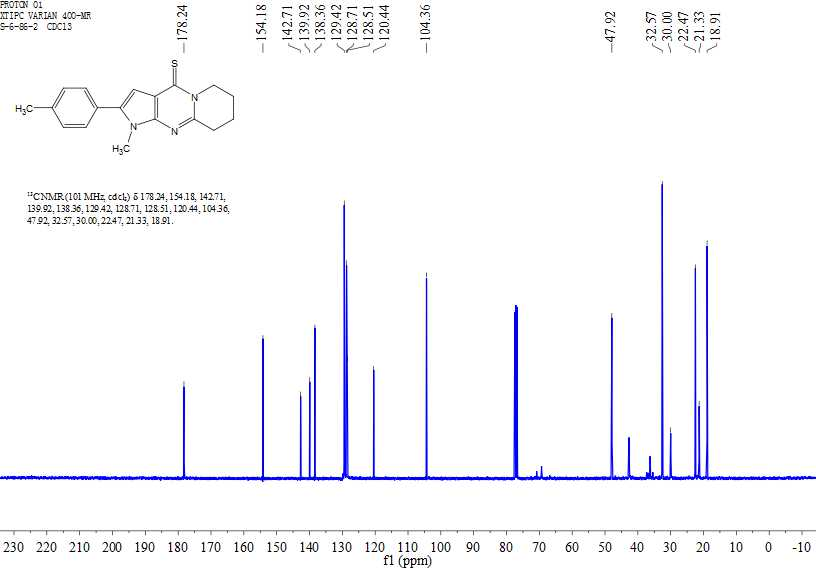 PROTON 01
XTIPC VARIAN 400-MR
S-6-86-2 CDCl3
178.24
154.18
142.71
139.92
138.36
129.42
128.71
128.51
120.44
104.36
47.92
32.57
30.00
22.47
21.33
18.91
S
N
H₃C
N
N
H₃C
¹³C NMR (101 MHz, cdcl₃) δ 178.24, 154.18, 142.71,
139.92, 138.36, 129.42, 128.71, 128.51, 120.44, 104.36,
47.92, 32.57, 30.00, 22.47, 21.33, 18.91.
230 220 210 200 190 180 170 160 150 140 130 120 110 100 90 80 70 60 50 40 30 20 10 0 -10
f1 (ppm)